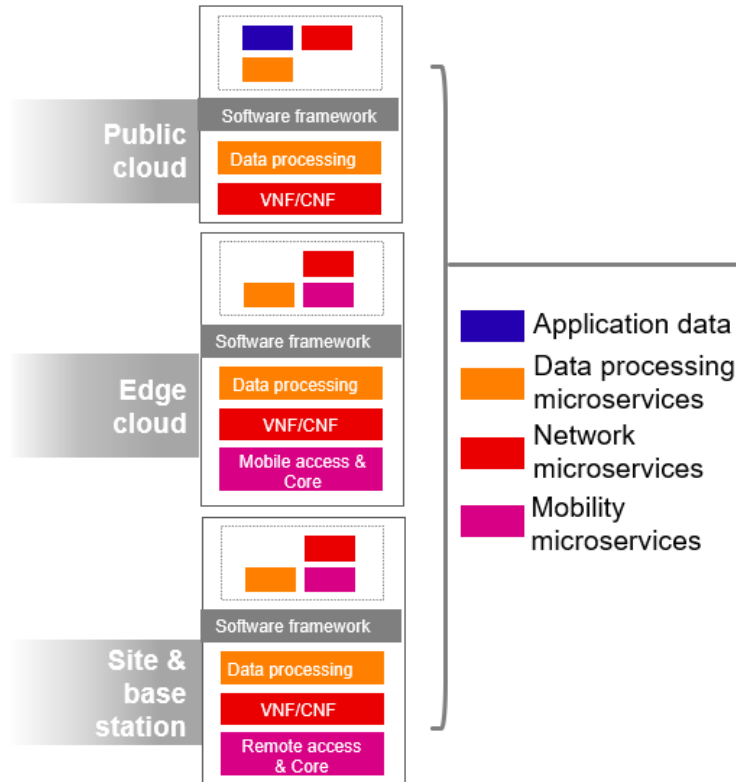 Public
cloud
Software framework
Data processing
VNF/CNF
Edge
cloud
Software framework
Data processing
VNF/CNF
Mobile access &
Core
Site &
base
station
Software framework
Data processing
VNF/CNF
Remote access
& Core
Application data
Data processing
microservices
Network
microservices
Mobility
microservices